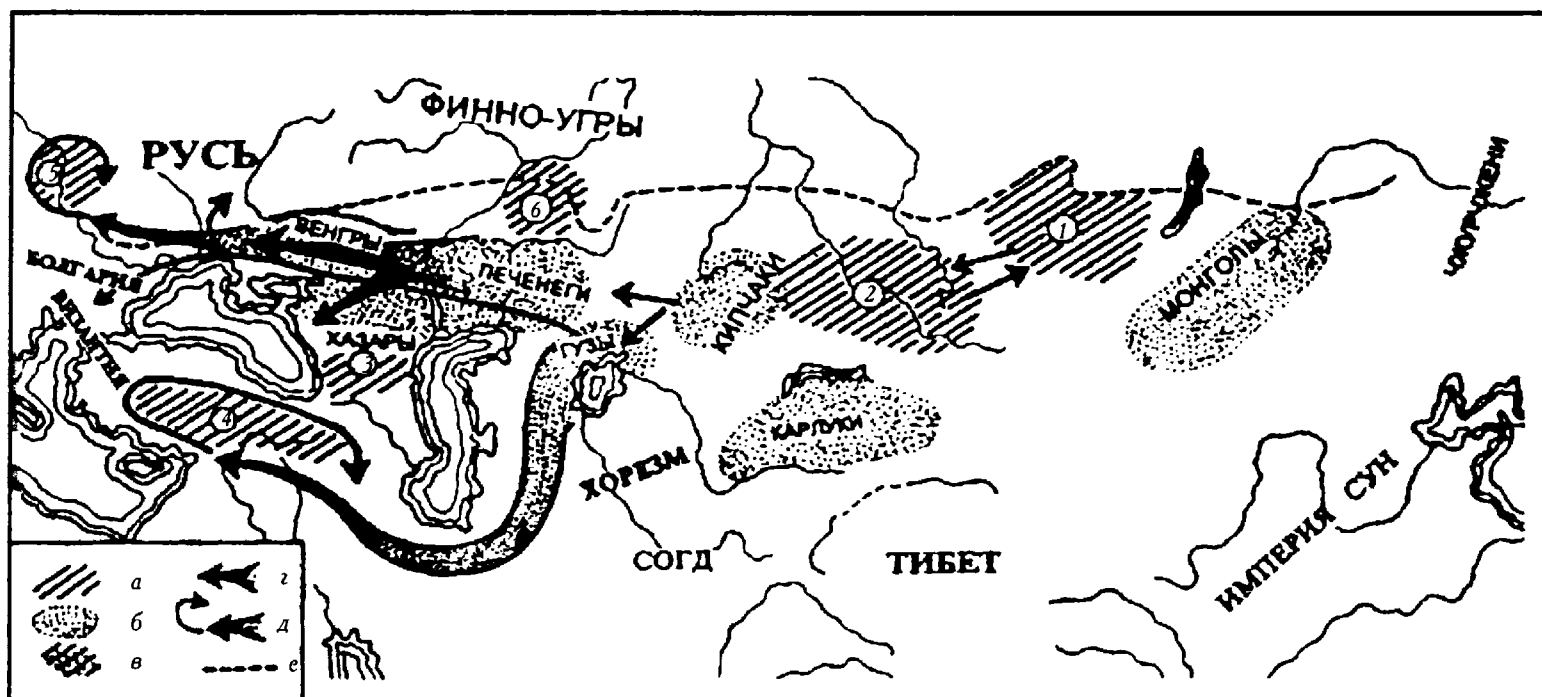 ФИННО-УГРЫ
РУСЬ
5
6
1
ЧЖУРЧЖЕНИ
ВЕНГРЫ
ПЕЧЕНЕГИ
БОЛГАРИЯ
КИПЧАКИ
2
МОНГОЛЫ
ВИЗАНТИЯ
ХАЗАРЫ
3
ГУЗЫ
4
КАРЛУКИ
ХОРЕЗМ
СОГД
ТИБЕТ
ИМПЕРИЯ СУН
а
б
в
г
д
е